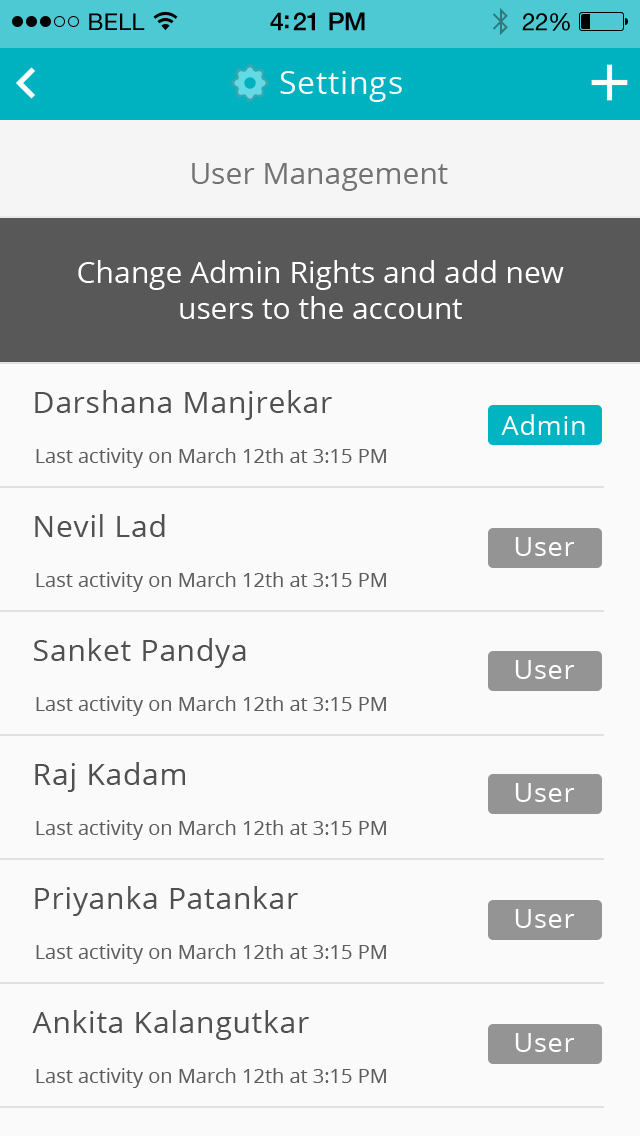 BELL 4:21 PM 22%
Settings
User Management
Change Admin Rights and add new
users to the account
Darshana Manjrekar
Admin
Last activity on March 12th at 3:15 PM
Nevil Lad
User
Last activity on March 12th at 3:15 PM
Sanket Pandya
User
Last activity on March 12th at 3:15 PM
Raj Kadam
User
Last activity on March 12th at 3:15 PM
Priyanka Patankar
User
Last activity on March 12th at 3:15 PM
Ankita Kalangutkar
User
Last activity on March 12th at 3:15 PM